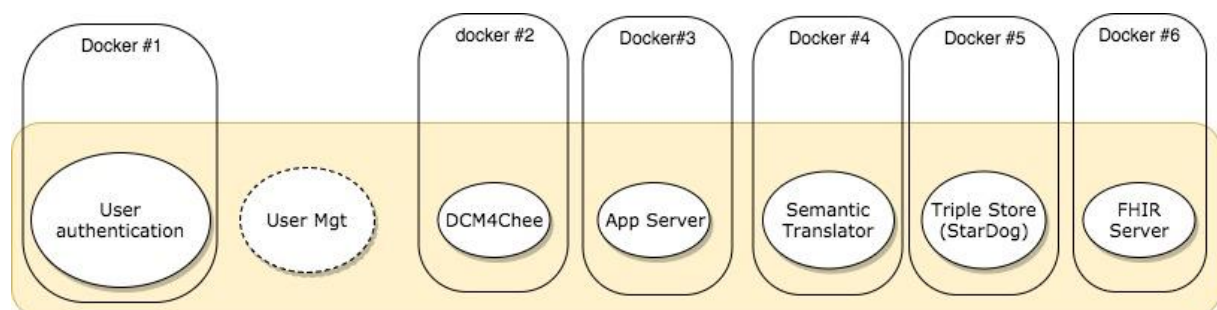 Docker #1
docker #2
Docker#3
Docker #4
Docker #5
Docker #6
User
authentication
User Mgt
DCM4Chee
App Server
Semantic
Translator
Triple Store
(StarDog)
FHIR
Server